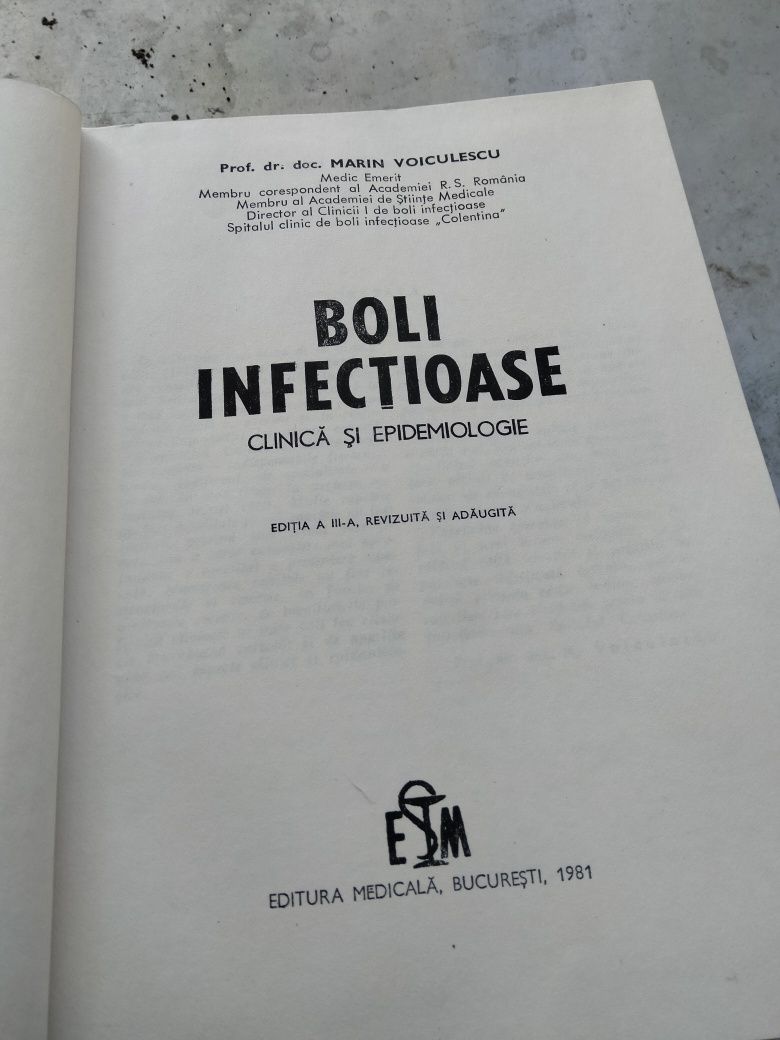 Prof. dr. doc. MARIN VOICULESCU
Medic Emerit
Membru corespondent al Academiei R.S. România
Membru al Academiei de Științe Medicale
Director al Clinicii I de boli infecțioase
Spitalul clinic de boli infecțioase „Colentina”
BOLI
INFECȚIOASE
CLINICĂ ȘI EPIDEMIOLOGIE
EDIȚIA A III-A, REVIZUITĂ ȘI ADĂUGITĂ
EM
EDITURA MEDICALĂ, BUCUREȘTI, 1981